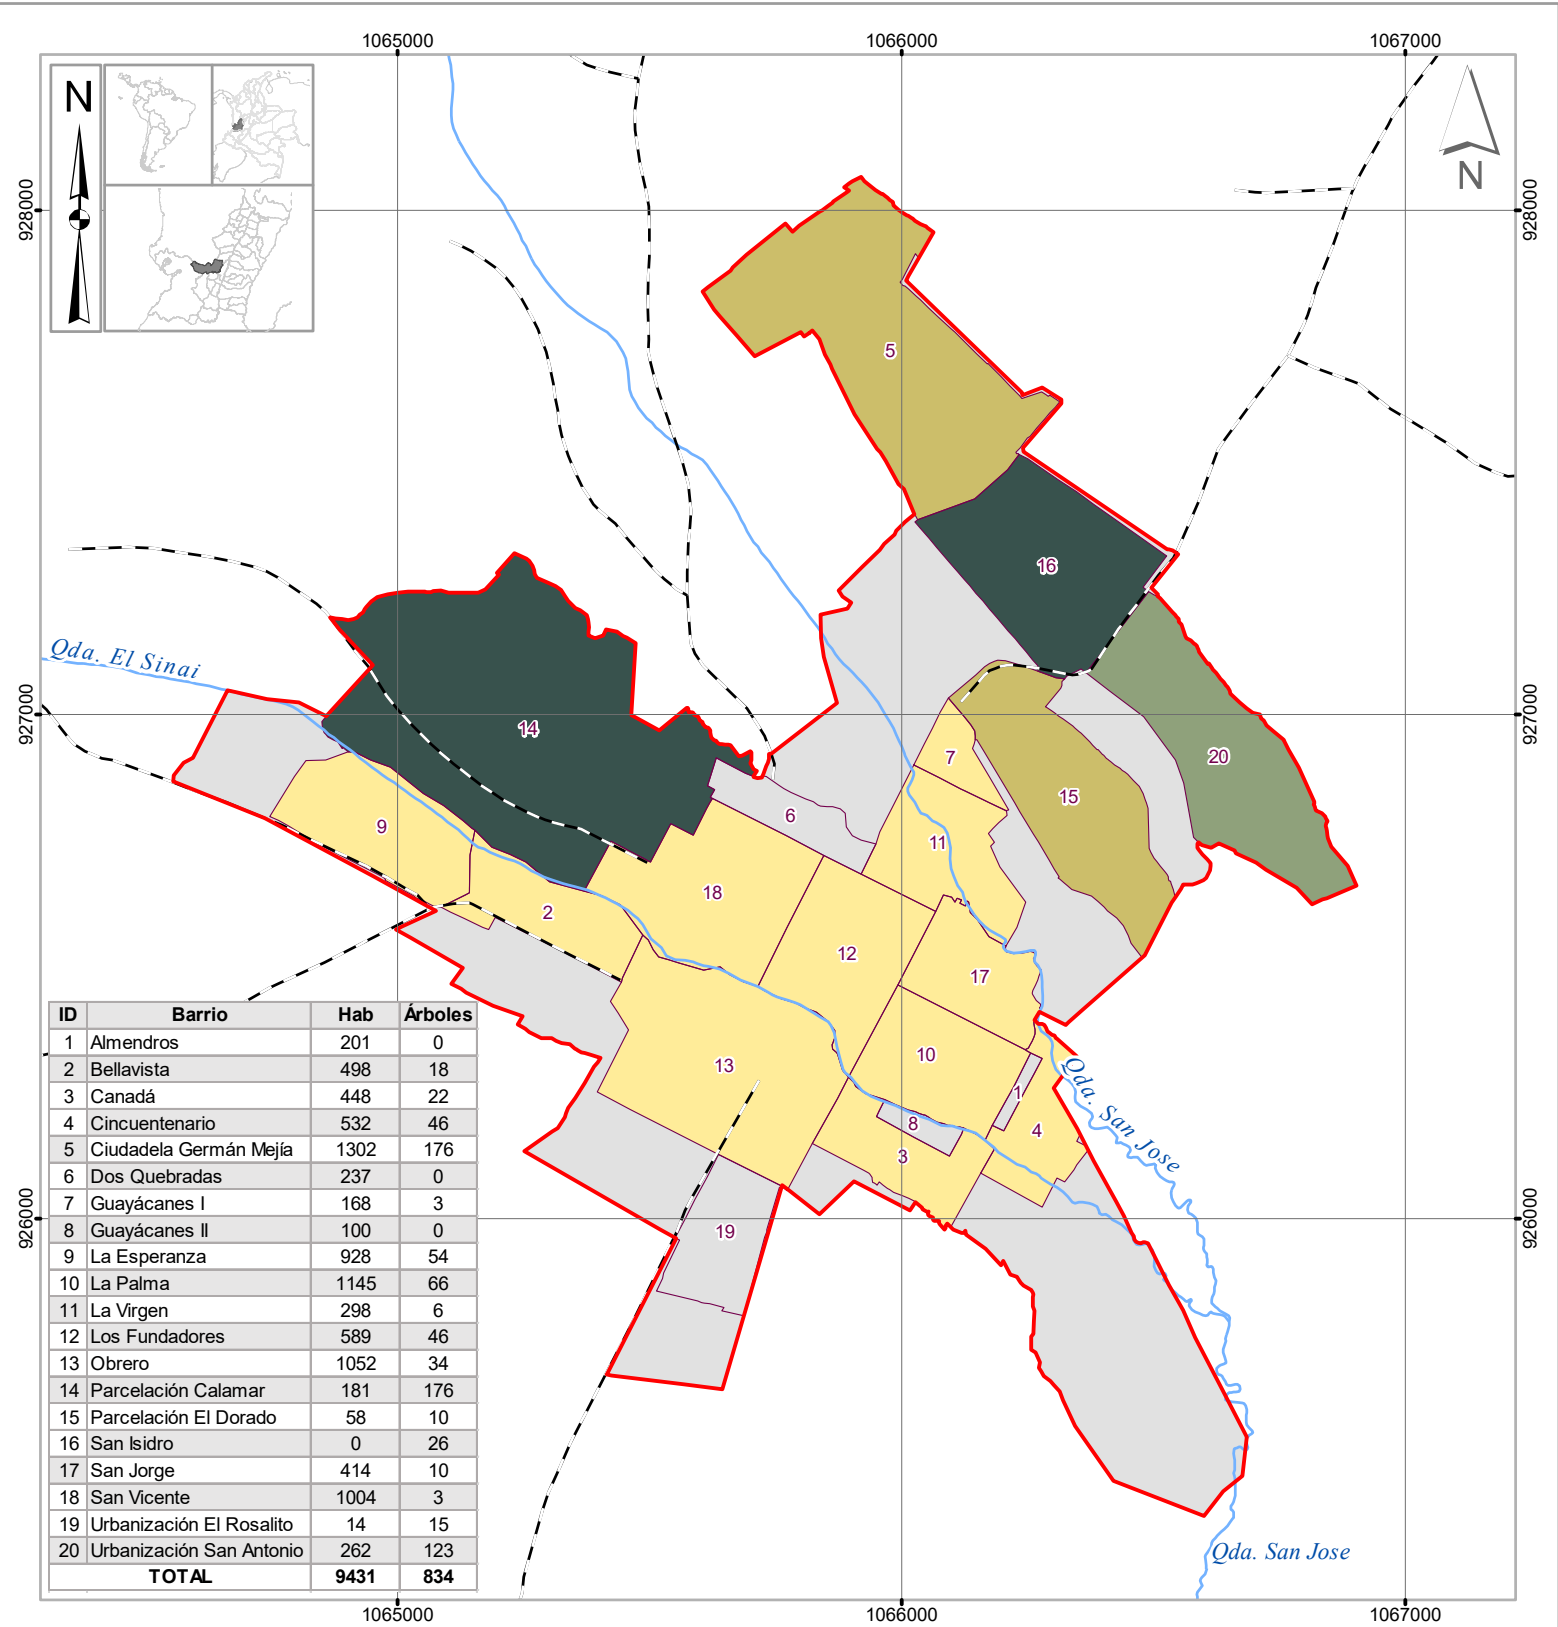 1065000 1066000 1067000
N
N
928000 928000
5
16
Qda. El Sinai
927000 927000
14
7
20
15
6
9
11
18
2
12
17
10
13
1
8
4
3
Qda. San Jose
926000 926000
19
ID Barrio Hab Árboles
1 Almendros 201 0
2 Bellavista 498 18
3 Canadá 448 22
4 Cincuentenario 532 46
5 Ciudadela Germán Mejía 1302 176
6 Dos Quebradas 237 0
7 Guayácanes I 168 3
8 Guayácanes II 100 0
9 La Esperanza 928 54
10 La Palma 1145 66
11 La Virgen 298 6
12 Los Fundadores 589 46
13 Obrero 1052 34
14 Parcelación Calamar 181 176
15 Parcelación El Dorado 58 10
16 San Isidro 0 26
17 San Jorge 414 10
18 San Vicente 1004 3
19 Urbanización El Rosalito 14 15
20 Urbanización San Antonio 262 123
TOTAL 9431 834
Qda. San Jose
1065000 1066000 1067000